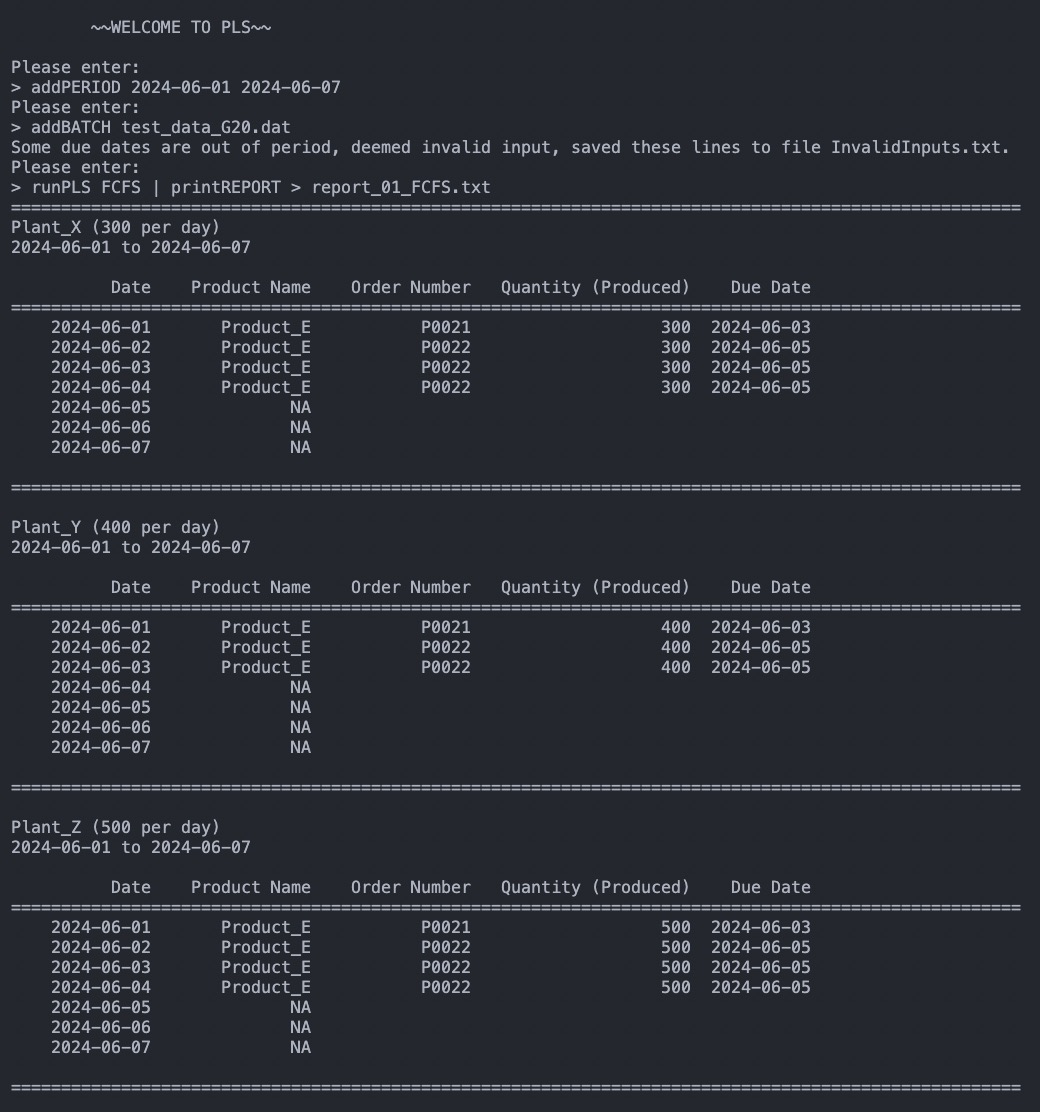 ~~WELCOME TO PLS~~
Please enter:
> addPERIOD 2024-06-01 2024-06-07
Please enter:
> addBATCH test_data_G20.dat
Some due dates are out of period, deemed invalid input, saved these lines to file InvalidInputs.txt.
Please enter:
> runPLS FCFS | printREPORT > report_01_FCFS.txt
=====================================================================================================
Plant_X (300 per day)
2024-06-01 to 2024-06-07
Date Product Name Order Number Quantity (Produced) Due Date
=====================================================================================================
2024-06-01 Product_E P0021 300 2024-06-03
2024-06-02 Product_E P0022 300 2024-06-05
2024-06-03 Product_E P0022 300 2024-06-05
2024-06-04 Product_E P0022 300 2024-06-05
2024-06-05 NA
2024-06-06 NA
2024-06-07 NA
=====================================================================================================
Plant_Y (400 per day)
2024-06-01 to 2024-06-07
Date Product Name Order Number Quantity (Produced) Due Date
=====================================================================================================
2024-06-01 Product_E P0021 400 2024-06-03
2024-06-02 Product_E P0022 400 2024-06-05
2024-06-03 Product_E P0022 400 2024-06-05
2024-06-04 NA
2024-06-05 NA
2024-06-06 NA
2024-06-07 NA
=====================================================================================================
Plant_Z (500 per day)
2024-06-01 to 2024-06-07
Date Product Name Order Number Quantity (Produced) Due Date
=====================================================================================================
2024-06-01 Product_E P0021 500 2024-06-03
2024-06-02 Product_E P0022 500 2024-06-05
2024-06-03 Product_E P0022 500 2024-06-05
2024-06-04 Product_E P0022 500 2024-06-05
2024-06-05 NA
2024-06-06 NA
2024-06-07 NA
=====================================================================================================